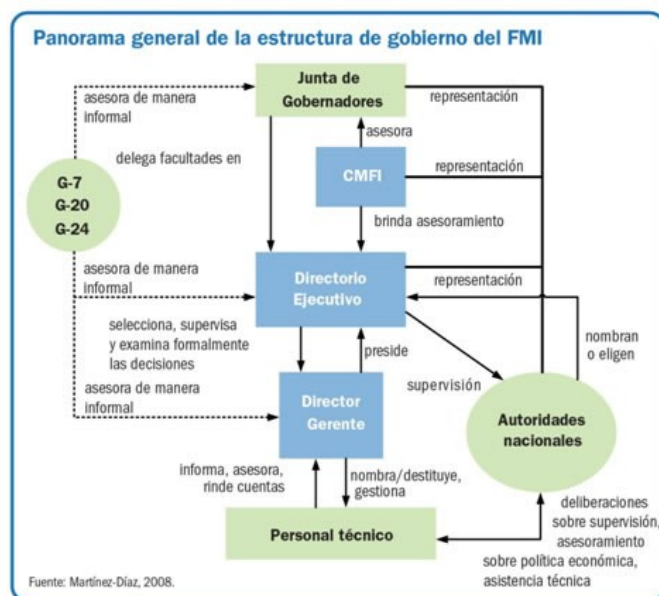 Panorama general de la estructura de gobierno del FMI
Junta de
Gobernadores
asesora de manera
informal
representación
asesora
delega facultades en
G-7
G-20
G-24
CMFI
representación
brinda asesoramiento
asesora de manera
informal
Directorio
Ejecutivo
representación
selecciona, supervisa
y examina formalmente
las decisiones
preside
nombran
o eligen
supervisión
asesora de manera
informal
Director
Gerente
Autoridades
nacionales
informa, asesora,
rinde cuentas
nombra/destituye,
gestiona
Personal técnico
deliberaciones
sobre supervisión,
asesoramiento
sobre política económica,
asistencia técnica
Fuente: Martínez-Díaz, 2008.